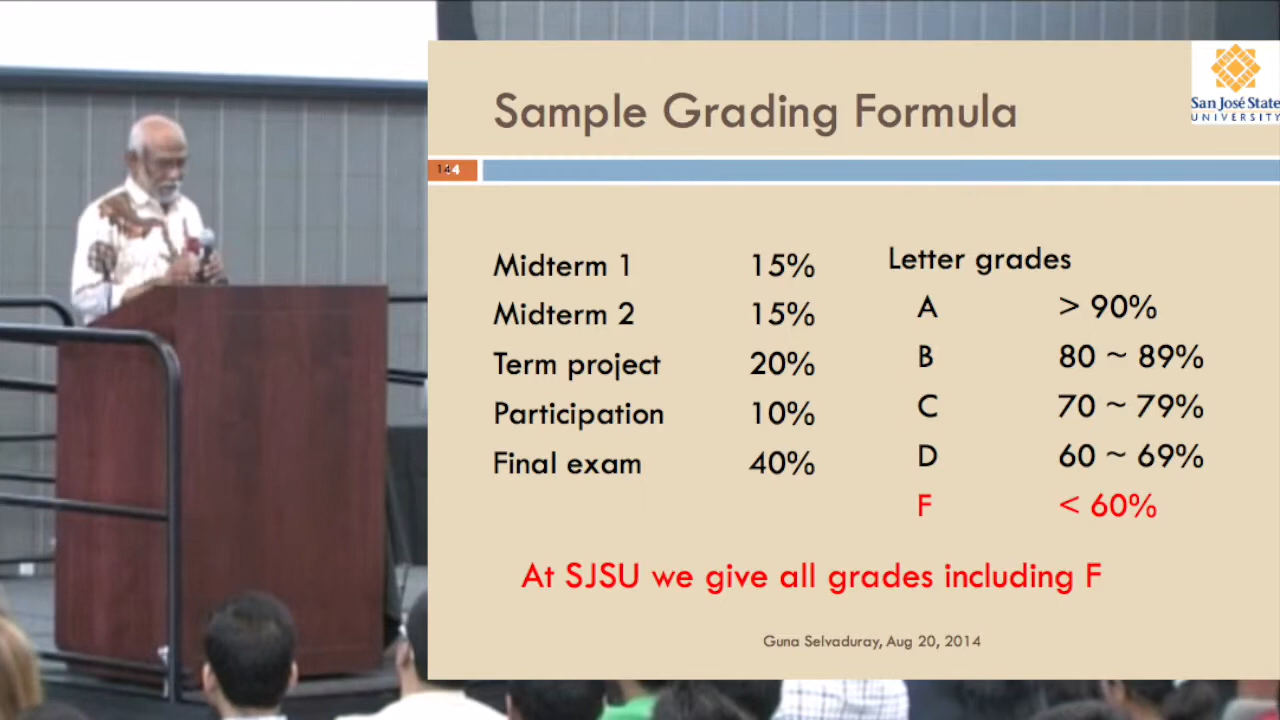 Sample Grading Formula
San José State
UNIVERSITY
Midterm 1 15%
Midterm 2 15%
Term project 20%
Participation 10%
Final exam 40%
Letter grades
A > 90%
B 80 ~ 89%
C 70 ~ 79%
D 60 ~ 69%
F < 60%
At SJSU we give all grades including F
Guna Selvaduray, Aug 20, 2014